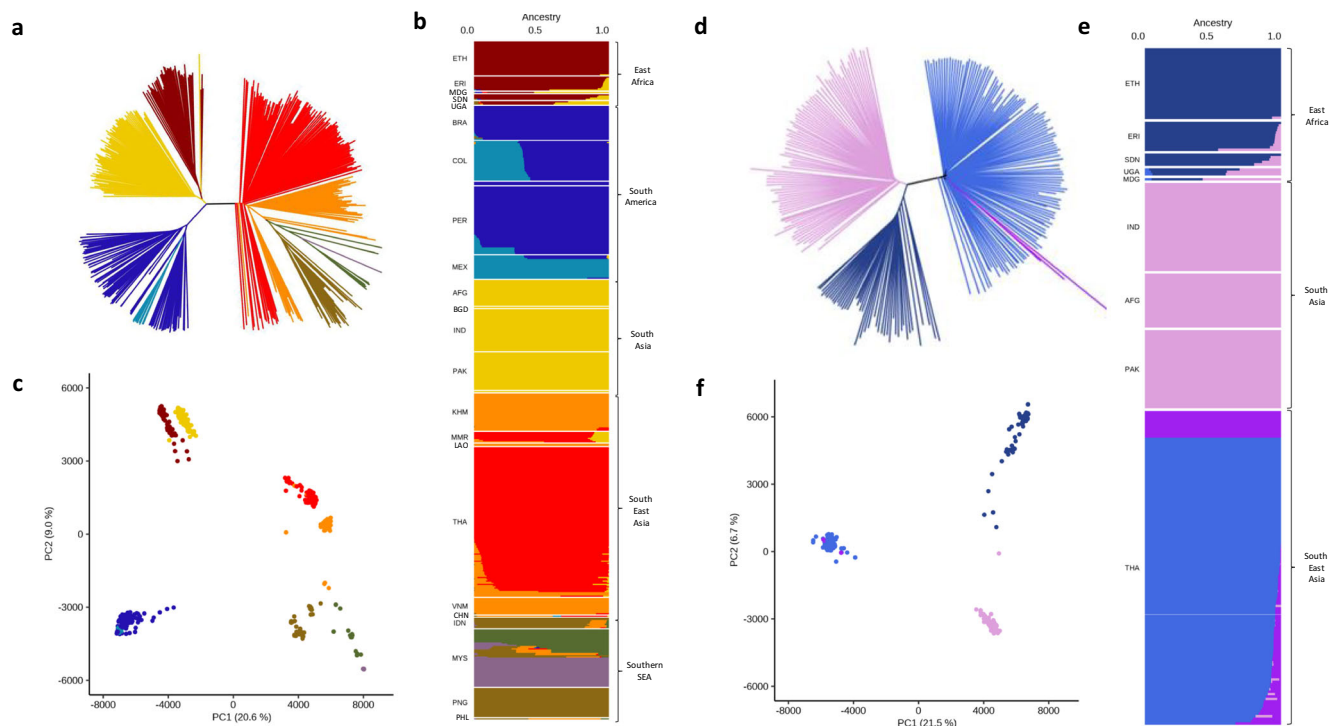 a
b
Ancestry
0.0
0.5
1.0
ETH
ERI
MDG
SDN
UGA
BRA
COL
PER
MEX
AFG
BGD
IND
PAK
KHM
MMR
LAO
THA
VNM
CHN
IDN
MYS
PNG
PHL
East
Africa
South
America
South
Asia
South
East
Asia
Southern
SEA
c
6000
3000
0
-3000
-6000
PC2 (9.0 %)
-8000
-4000
0
4000
8000
PC1 (20.6 %)
d
e
Ancestry
0.0
0.5
1.0
ETH
ERI
SDN
UGA
MDG
IND
AFG
PAK
THA
East
Africa
South
Asia
South
East
Asia
f
6000
3000
0
-3000
-6000
PC2 (6.7 %)
-8000
-4000
0
4000
8000
PC1 (21.5 %)